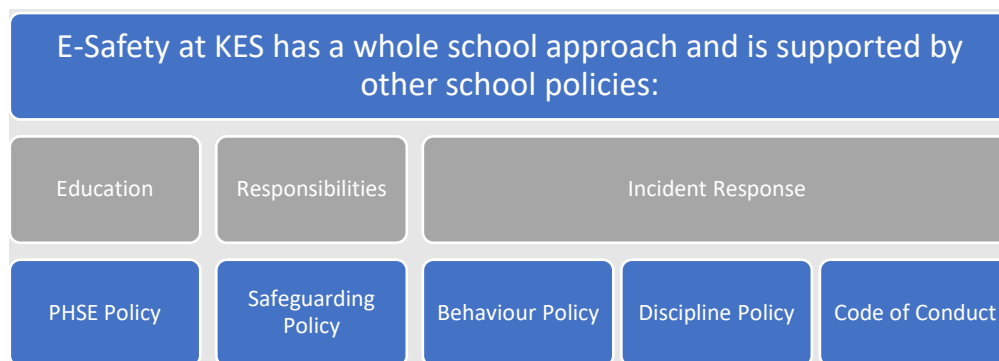 E-Safety at KES has a whole school approach and is supported by
other school policies:
Education
Responsibilities
Incident Response
PHSE Policy
Safeguarding
Policy
Behaviour Policy
Discipline Policy
Code of Conduct